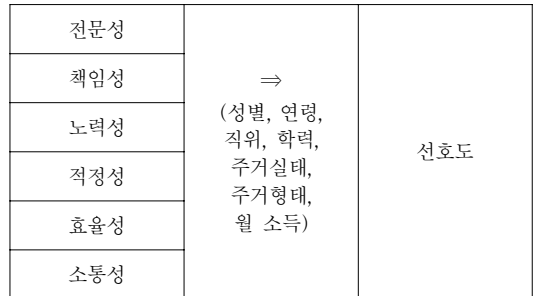 전문성
책임성
노력성
적정성
효율성
소통성
⇒
(성별, 연령,
직위, 학력,
주거실태,
주거형태,
월 소득)
선호도